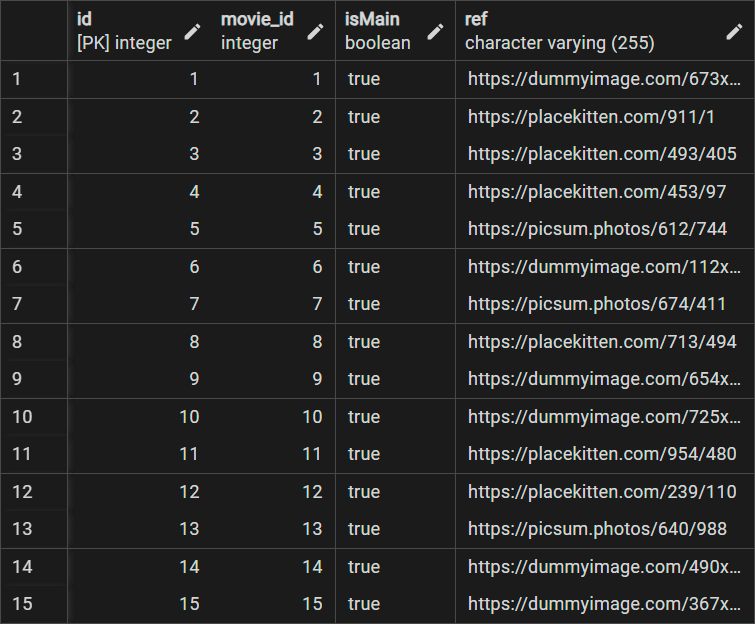 id movie_id isMain ref
[PK] integer integer boolean character varying (255)
1 1 1 true https://dummyimage.com/673x...
2 2 2 true https://placekitten.com/911/1
3 3 3 true https://placekitten.com/493/405
4 4 4 true https://placekitten.com/453/97
5 5 5 true https://picsum.photos/612/744
6 6 6 true https://dummyimage.com/112x...
7 7 7 true https://picsum.photos/674/411
8 8 8 true https://placekitten.com/713/494
9 9 9 true https://dummyimage.com/654x...
10 10 10 true https://dummyimage.com/725x...
11 11 11 true https://placekitten.com/954/480
12 12 12 true https://placekitten.com/239/110
13 13 13 true https://picsum.photos/640/988
14 14 14 true https://dummyimage.com/490x...
15 15 15 true https://dummyimage.com/367x...